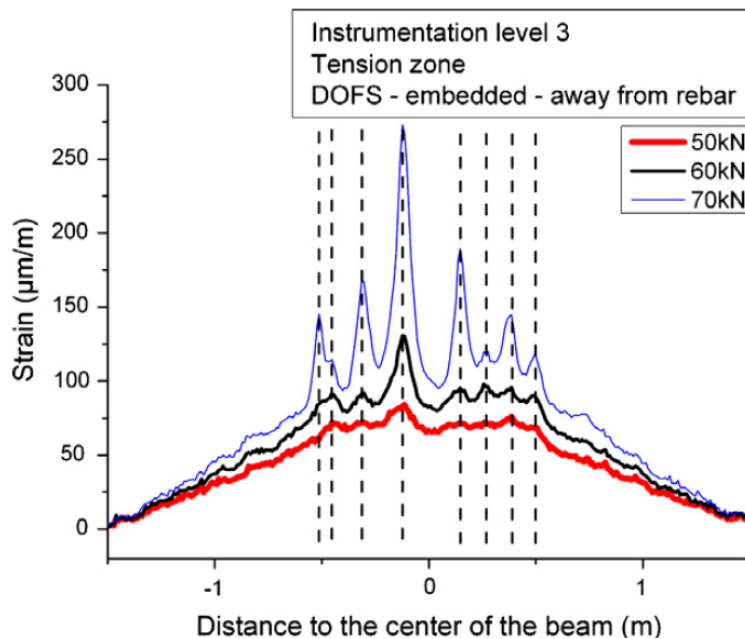 Instrumentation level 3
Tension zone
DOFS - embedded - away from rebar
50kN
60kN
70kN
300
250
200
150
100
50
0
Strain (µm/m)
-1
0
1
Distance to the center of the beam (m)